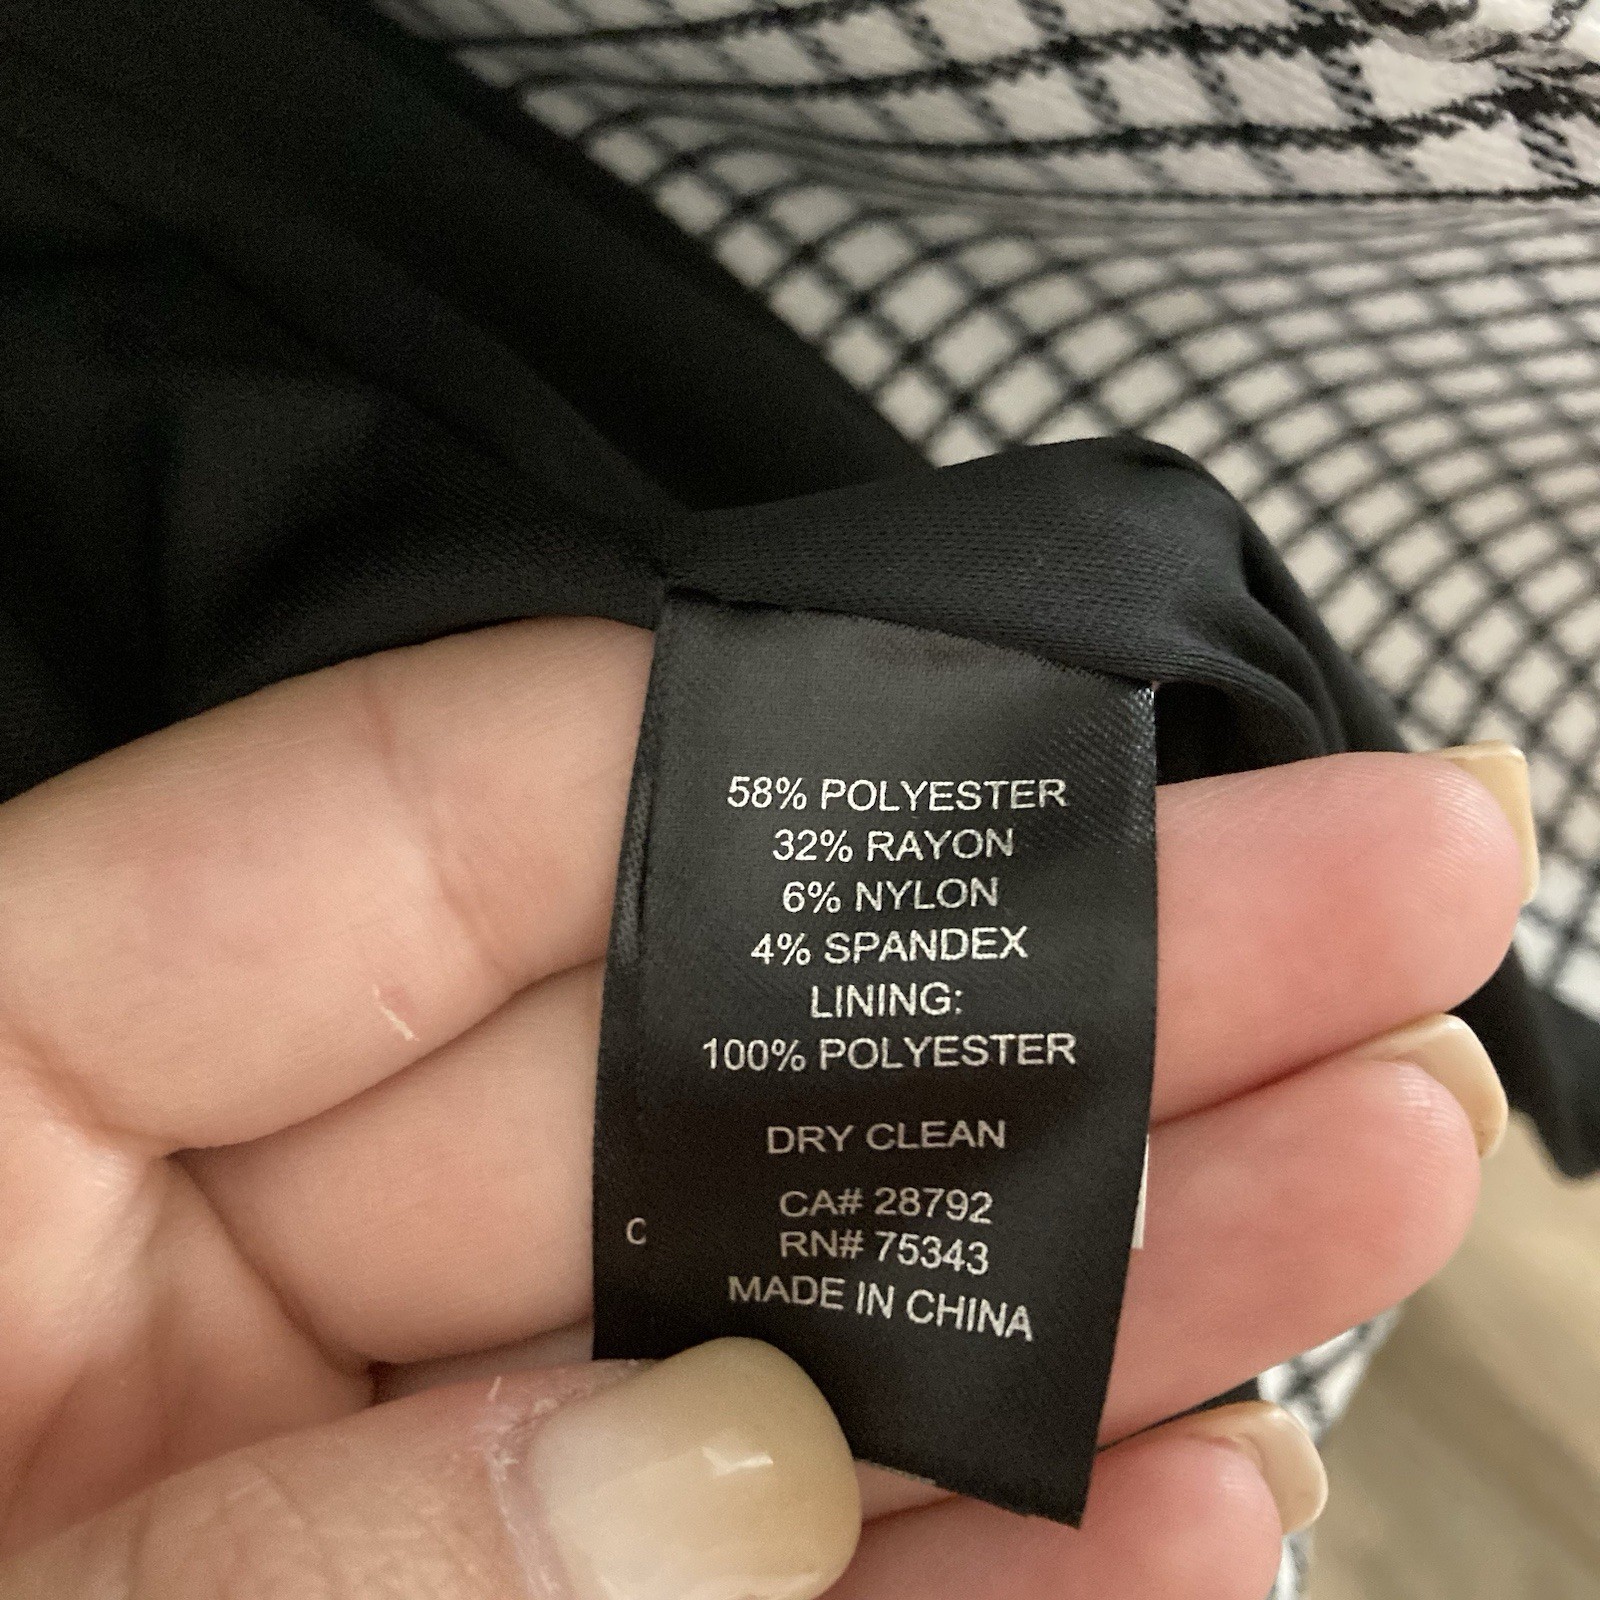 58% POLYESTER
32% RAYON
6% NYLON
4% SPANDEX
LINING:
100% POLYESTER
DRY CLEAN
CA# 28792
C
RN# 75343
MADE IN CHINA